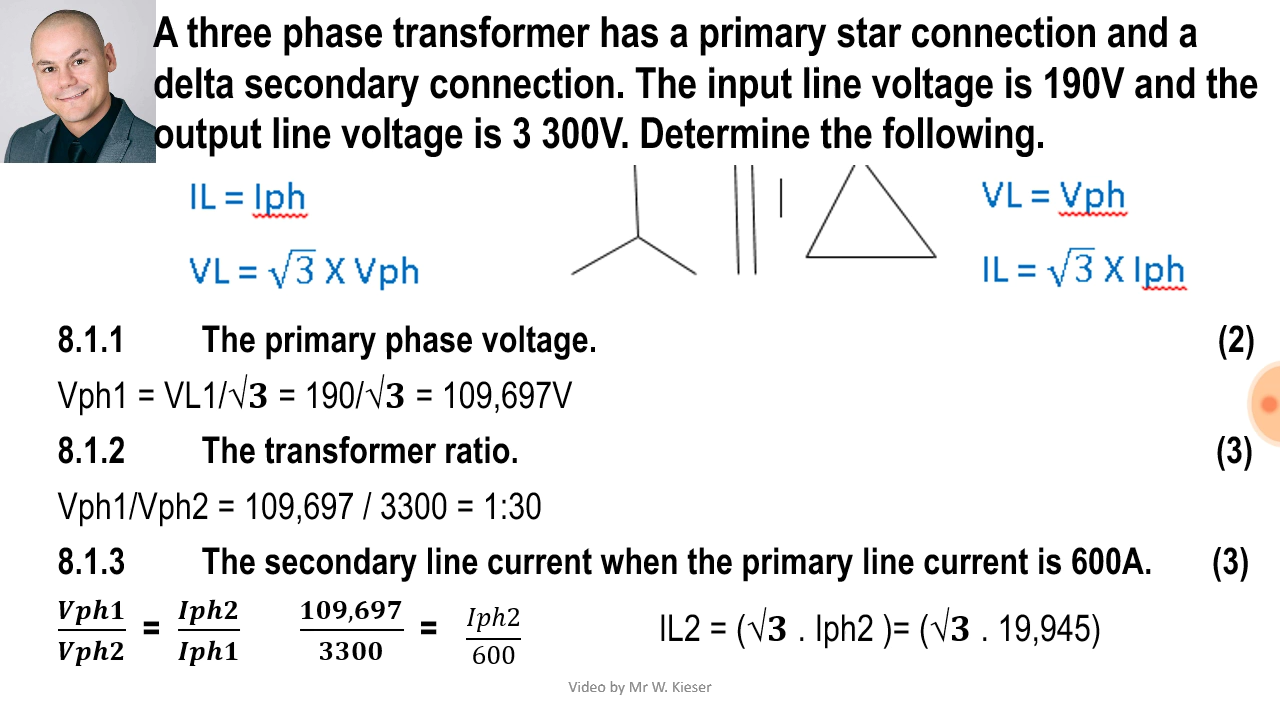 A three phase transformer has a primary star connection and a
delta secondary connection. The input line voltage is 190V and the
output line voltage is 3 300V. Determine the following.
IL = Iph
VL = Vph
VL = √3 X Vph
IL = √3 X Iph
8.1.1 The primary phase voltage. (2)
Vph1 = VL1/√3 = 190/√3 = 109,697V
8.1.2 The transformer ratio. (3)
Vph1/Vph2 = 109,697 / 3300 = 1:30
8.1.3 The secondary line current when the primary line current is 600A. (3)
Vph1/Vph2 = Iph2/Iph1 109,697/3300 = Iph2/600 IL2 = (√3 . Iph2 )= (√3 . 19,945)
Video by Mr W. Kieser